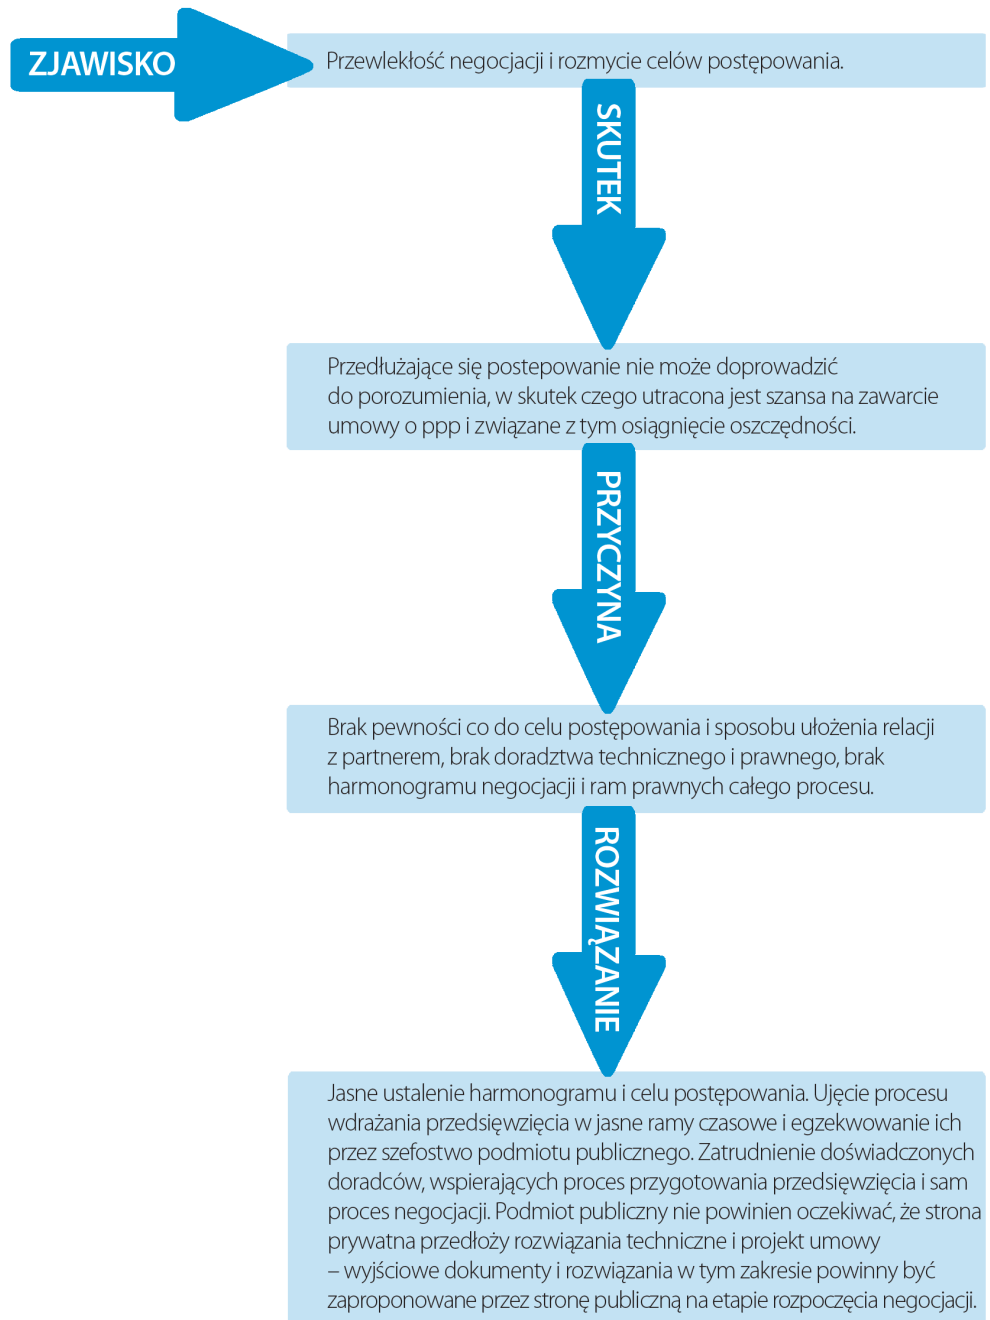 ZJAWISKO
Przewlekłość negocjacji i rozmycie celów postępowania.
SKUTEK
Przedłużające się postepowanie nie może doprowadzić
do porozumienia, w skutek czego utracona jest szansa na zawarcie
umowy o ppp i związane z tym osiągnięcie oszczędności.
PRZYCZYNA
Brak pewności co do celu postępowania i sposobu ułożenia relacji
z partnerem, brak doradztwa technicznego i prawnego, brak
harmonogramu negocjacji i ram prawnych całego procesu.
ROZWIĄZANIE
Jasne ustalenie harmonogramu i celu postępowania. Ujęcie procesu
wdrażania przedsięwzięcia w jasne ramy czasowe i egzekwowanie ich
przez szefostwo podmiotu publicznego. Zatrudnienie doświadczonych
doradców, wspierających proces przygotowania przedsięwzięcia i sam
proces negocjacji. Podmiot publiczny nie powinien oczekiwać, że strona
prywatna przedłoży rozwiązania techniczne i projekt umowy
– wyjściowe dokumenty i rozwiązania w tym zakresie powinny być
zaproponowane przez stronę publiczną na etapie rozpoczęcia negocjacji.